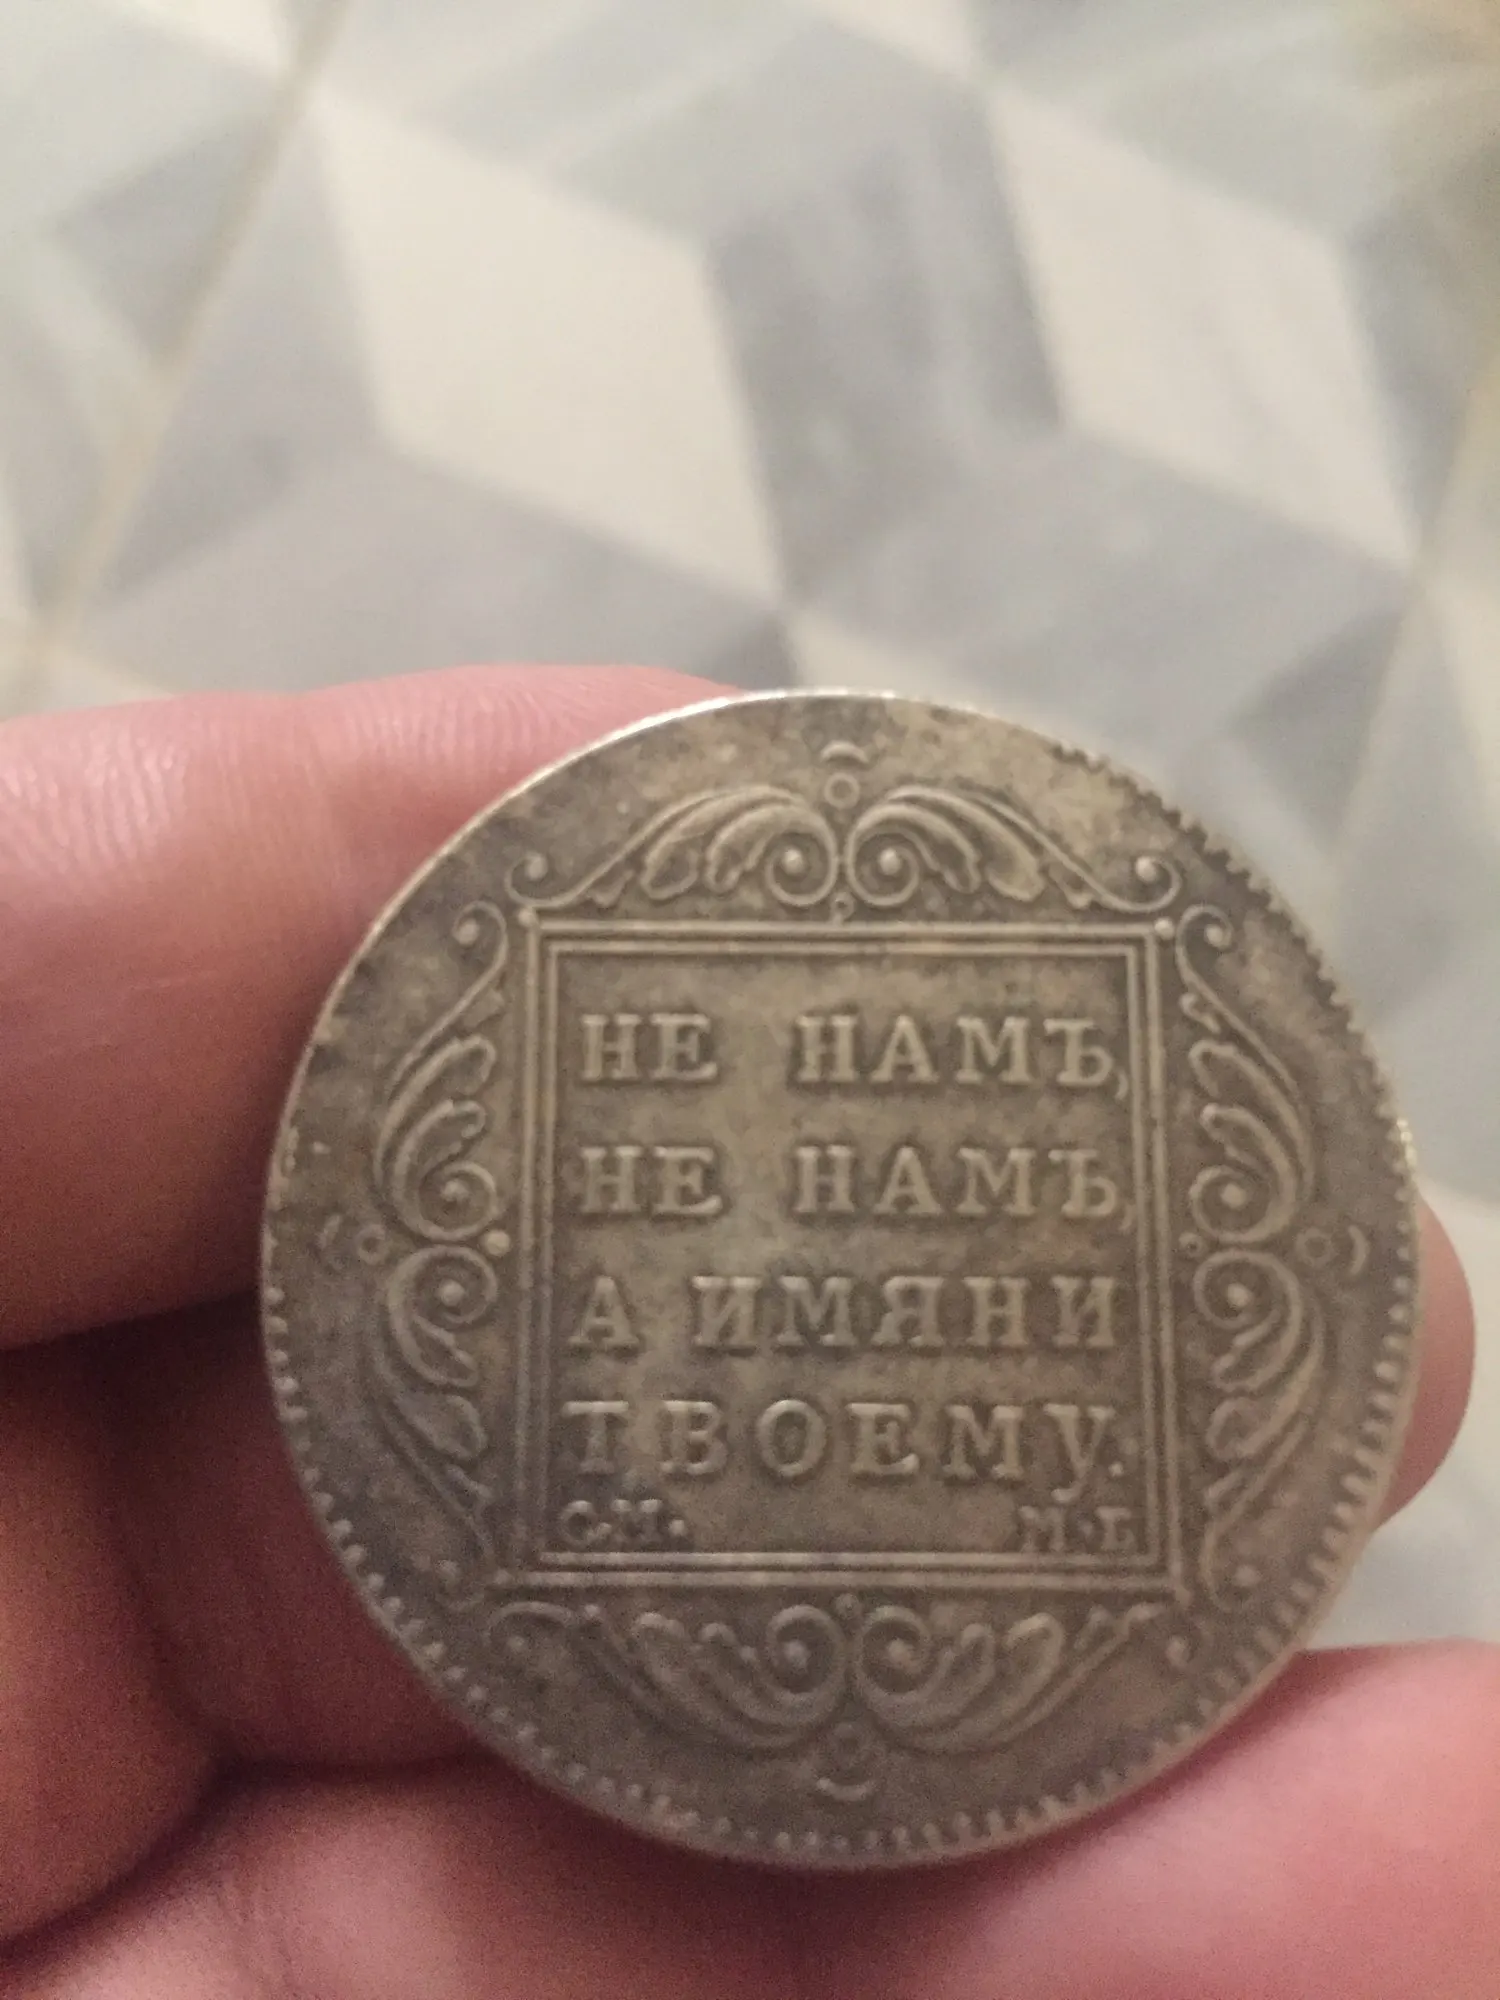 НЕ НАМЪ,
НЕ НАМЪ,
А ИМЯНИ
ТВОЕМУ.
С.М. М.Б